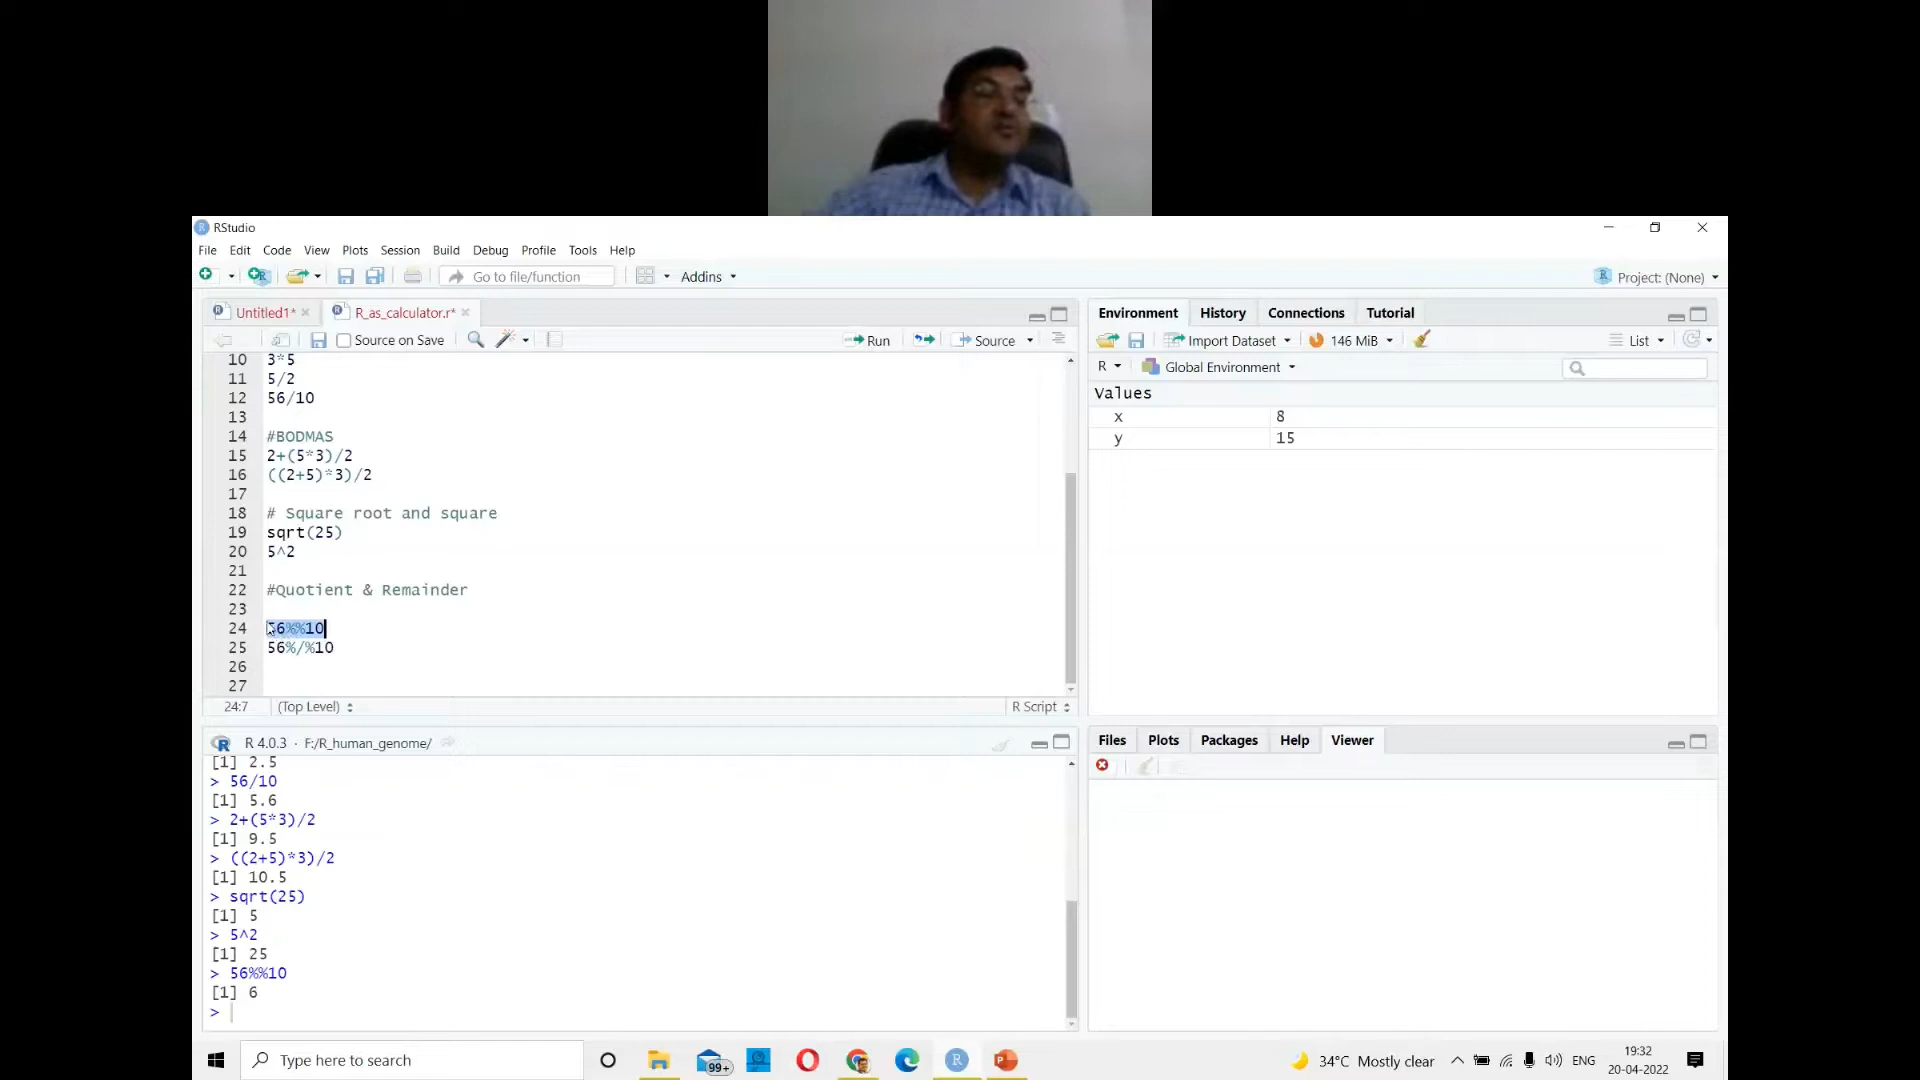 RStudio
File Edit Code View Plots Session Build Debug Profile Tools Help
Go to file/function Addins Project: (None)
Untitled1* R_as_calculator.r*
Source on Save Run Source
10 3*5
11 5/2
12 56/10
13
14 #BODMAS
15 2+(5*3)/2
16 ((2+5)*3)/2
17
18 # Square root and square
19 sqrt(25)
20 5^2
21
22 #Quotient & Remainder
23
24 56%%10
25 56%/%10
26
27
24:7 (Top Level) R Script
R 4.0.3 · F:/R_human_genome/
[1] 2.5
> 56/10
[1] 5.6
> 2+(5*3)/2
[1] 9.5
> ((2+5)*3)/2
[1] 10.5
> sqrt(25)
[1] 5
> 5^2
[1] 25
> 56%%10
[1] 6
>
Environment History Connections Tutorial
Import Dataset 146 MiB List
R Global Environment
Values
x 8
y 15
Files Plots Packages Help Viewer
Type here to search
99+
34°C Mostly clear ENG
19:32
20-04-2022